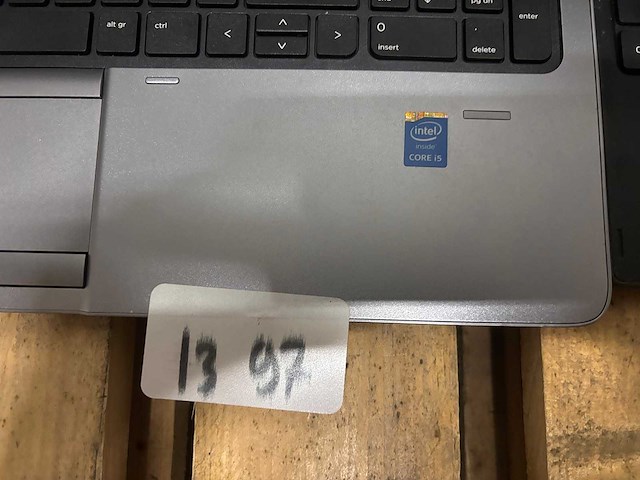 pg dn
enter
alt gr
ctrl
<
^
v
>
0
insert
delete
intel
inside
CORE i5
13 97